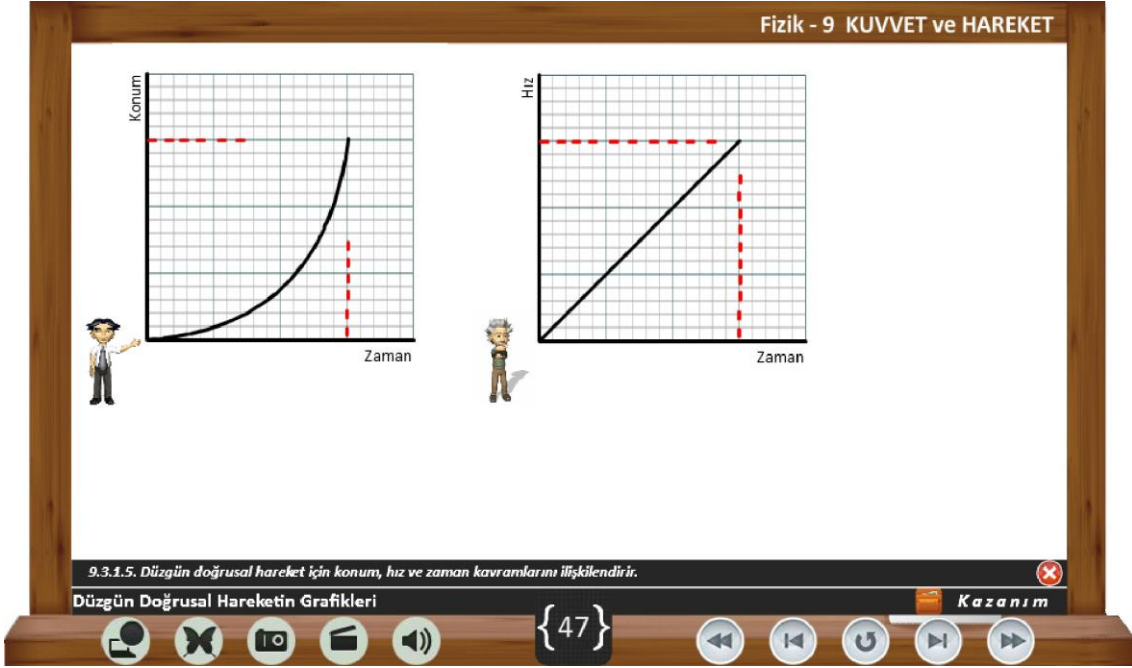 Fizik - 9 KUVVET ve HAREKET
Konum
Zaman
Hız
Zaman
9.3.1.5. Düzgün doğrusal hareket için konum, hız ve zaman kavramlarını ilişkilendirir.
Düzgün Doğrusal Hareketin Grafikleri
Kazanım
{47}